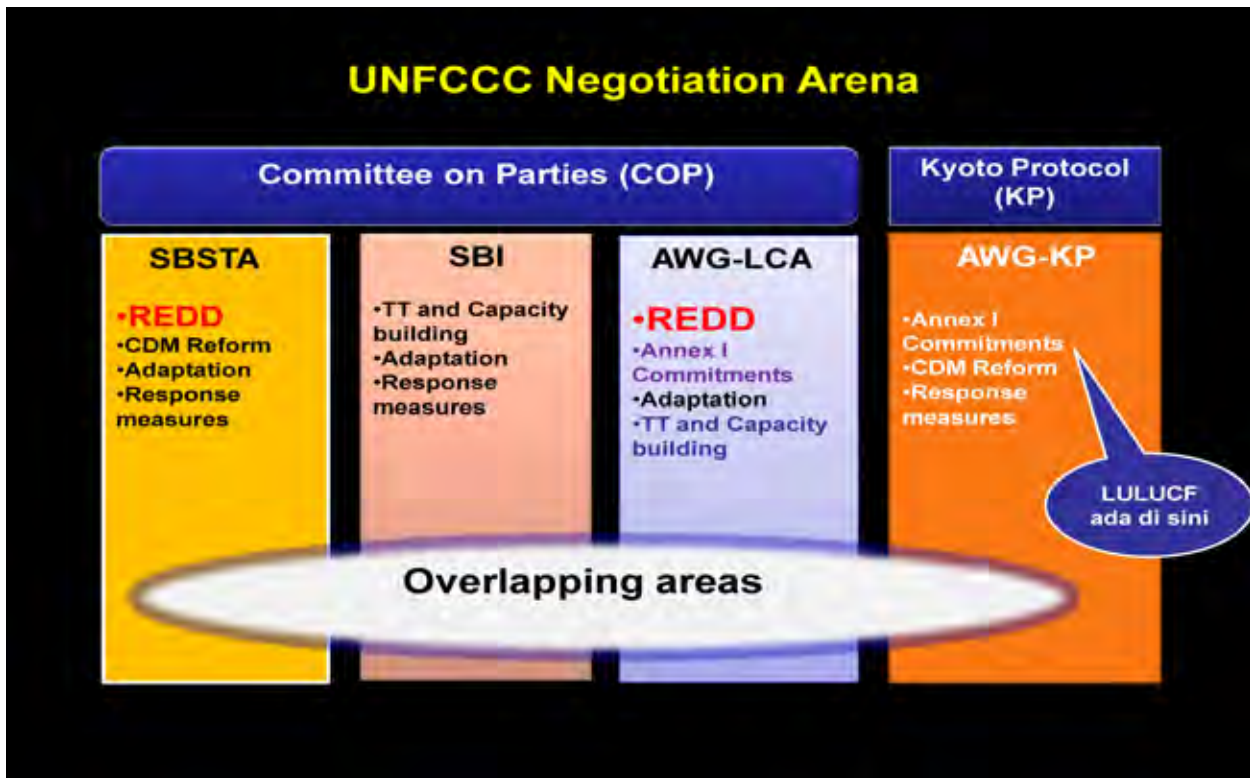 UNFCCC Negotiation Arena
Committee on Parties (COP)
Kyoto Protocol
(KP)
SBSTA
•REDD
•CDM Reform
•Adaptation
•Response
measures
SBI
•TT and Capacity
building
•Adaptation
•Response
measures
AWG-LCA
•REDD
•Annex I
Commitments
•Adaptation
•TT and Capacity
building
AWG-KP
•Annex I
Commitments
•CDM Reform
•Response
measures
LULUCF
ada di sini
Overlapping areas